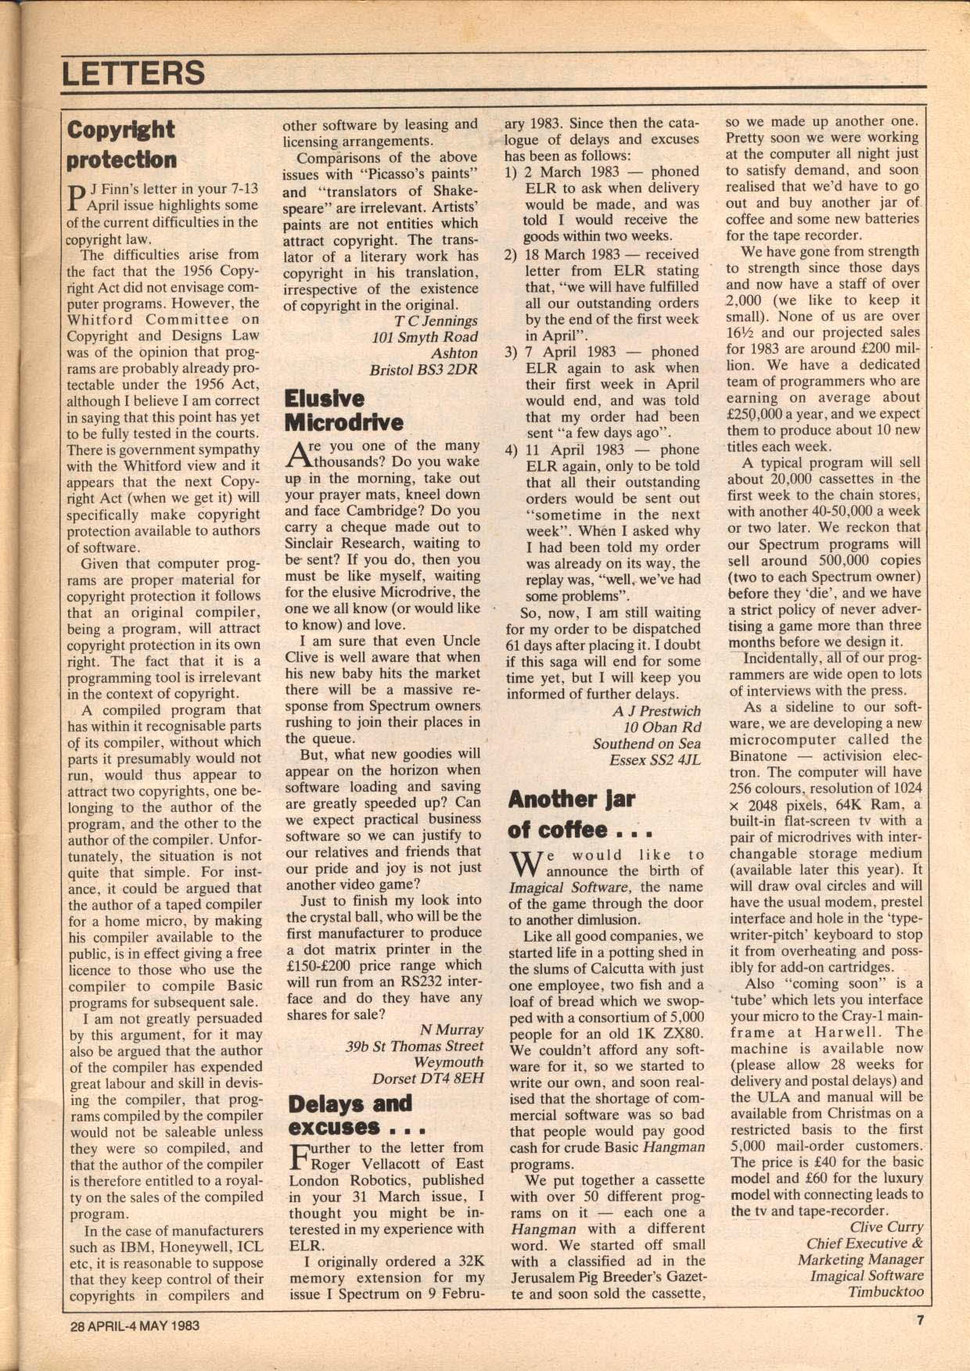 LETTERS
Copyright
protection
P J Finn's letter in your 7-13
April issue highlights some
of the current difficulties in the
copyright law.
The difficulties arise from
the fact that the 1956 Copy-
right Act did not envisage com-
puter programs. However, the
Whitford Committee on
Copyright and Designs Law
was of the opinion that prog-
rams are probably already pro-
tectable under the 1956 Act,
although I believe I am correct
in saying that this point has yet
to be fully tested in the courts.
There is government sympathy
with the Whitford view and it
appears that the next Copy-
right Act (when we get it) will
specifically make copyright
protection available to authors
of software.
Given that computer prog-
rams are proper material for
copyright protection it follows
that an original compiler,
being a program, will attract
copyright protection in its own
right. The fact that it is a
programming tool is irrelevant
in the context of copyright.
A compiled program that
has within it recognisable parts
of its compiler, without which
parts it presumably would not
run, would thus appear to
attract two copyrights, one be-
longing to the author of the
program, and the other to the
author of the compiler. Unfor-
tunately, the situation is not
quite that simple. For inst-
ance, it could be argued that
the author of a taped compiler
for a home micro, by making
his compiler available to the
public, is in effect giving a free
licence to those who use the
compiler to compile Basic
programs for subsequent sale.
I am not greatly persuaded
by this argument, for it may
also be argued that the author
of the compiler has expended
great labour and skill in devis-
ing the compiler, that prog-
rams compiled by the compiler
would not be saleable unless
they were so compiled, and
that the author of the compiler
is therefore entitled to a royal-
ty on the sales of the compiled
program.
In the case of manufacturers
such as IBM, Honeywell, ICL
etc, it is reasonable to suppose
that they keep control of their
copyrights in compilers and
other software by leasing and
licensing arrangements.
Comparisons of the above
issues with "Picasso's paints"
and "translators of Shake-
speare" are irrelevant. Artists'
paints are not entities which
attract copyright. The trans-
lator of a literary work has
copyright in his translation,
irrespective of the existence
of copyright in the original.
T C Jennings
101 Smyth Road
Ashton
Bristol BS3 2DR
Elusive
Microdrive
Are you one of the many
thousands? Do you wake
up in the morning, take out
your prayer mats, kneel down
and face Cambridge? Do you
carry a cheque made out to
Sinclair Research, waiting to
be sent? If you do, then you
must be like myself, waiting
for the elusive Microdrive, the
one we all know (or would like
to know) and love.
I am sure that even Uncle
Clive is well aware that when
his new baby hits the market
there will be a massive re-
sponse from Spectrum owners
rushing to join their places in
the queue.
But, what new goodies will
appear on the horizon when
software loading and saving
are greatly speeded up? Can
we expect practical business
software so we can justify to
our relatives and friends that
our pride and joy is not just
another video game?
Just to finish my look into
the crystal ball, who will be the
first manufacturer to produce
a dot matrix printer in the
£150-£200 price range which
will run from an RS232 inter-
face and do they have any
shares for sale?
N Murray
39b St Thomas Street
Weymouth
Dorset DT4 8EH
Delays and
excuses . . .
Further to the letter from
Roger Vellacott of East
London Robotics, published
in your 31 March issue, I
thought you might be in-
terested in my experience with
ELR.
I originally ordered a 32K
memory extension for my
issue I Spectrum on 9 Febru-
ary 1983. Since then the cata-
logue of delays and excuses
has been as follows:
1) 2 March 1983 — phoned
ELR to ask when delivery
would be made, and was
told I would receive the
goods within two weeks.
2) 18 March 1983 — received
letter from ELR stating
that, "we will have fulfilled
all our outstanding orders
by the end of the first week
in April".
3) 7 April 1983 — phoned
ELR again to ask when
their first week in April
would end, and was told
that my order had been
sent "a few days ago".
4) 11 April 1983 — phone
ELR again, only to be told
that all their outstanding
orders would be sent out
"sometime in the next
week". When I asked why
I had been told my order
was already on its way, the
replay was, "well, we've had
some problems".
So, now, I am still waiting
for my order to be dispatched
61 days after placing it. I doubt
if this saga will end for some
time yet, but I will keep you
informed of further delays.
A J Prestwich
10 Oban Rd
Southend on Sea
Essex SS2 4JL
Another jar
of coffee . . .
We would like to
announce the birth of
Imagical Software, the name
of the game through the door
to another dimlusion.
Like all good companies, we
started life in a potting shed in
the slums of Calcutta with just
one employee, two fish and a
loaf of bread which we swop-
ped with a consortium of 5,000
people for an old 1K ZX80.
We couldn't afford any soft-
ware for it, so we started to
write our own, and soon real-
ised that the shortage of com-
mercial software was so bad
that people would pay good
cash for crude Basic Hangman
programs.
We put together a cassette
with over 50 different prog-
rams on it — each one a
Hangman with a different
word. We started off small
with a classified ad in the
Jerusalem Pig Breeder's Gazet-
te and soon sold the cassette,
so we made up another one.
Pretty soon we were working
at the computer all night just
to satisfy demand, and soon
realised that we'd have to go
out and buy another jar of
coffee and some new batteries
for the tape recorder.
We have gone from strength
to strength since those days
and now have a staff of over
2,000 (we like to keep it
small). None of us are over
16½ and our projected sales
for 1983 are around £200 mil-
lion. We have a dedicated
team of programmers who are
earning on average about
£250,000 a year, and we expect
them to produce about 10 new
titles each week.
A typical program will sell
about 20,000 cassettes in the
first week to the chain stores,
with another 40-50,000 a week
or two later. We reckon that
our Spectrum programs will
sell around 500,000 copies
(two to each Spectrum owner)
before they 'die', and we have
a strict policy of never adver-
tising a game more than three
months before we design it.
Incidentally, all of our prog-
rammers are wide open to lots
of interviews with the press.
As a sideline to our soft-
ware, we are developing a new
microcomputer called the
Binatone — activision elec-
tron. The computer will have
256 colours, resolution of 1024
× 2048 pixels, 64K Ram, a
built-in flat-screen tv with a
pair of microdrives with inter-
changable storage medium
(available later this year). It
will draw oval circles and will
have the usual modem, prestel
interface and hole in the 'type-
writer-pitch' keyboard to stop
it from overheating and poss-
ibly for add-on cartridges.
Also "coming soon" is a
'tube' which lets you interface
your micro to the Cray-1 main-
frame at Harwell. The
machine is available now
(please allow 28 weeks for
delivery and postal delays) and
the ULA and manual will be
available from Christmas on a
restricted basis to the first
5,000 mail-order customers.
The price is £40 for the basic
model and £60 for the luxury
model with connecting leads to
the tv and tape-recorder.
Clive Curry
Chief Executive &
Marketing Manager
Imagical Software
Timbucktoo
28 APRIL-4 MAY 1983
7